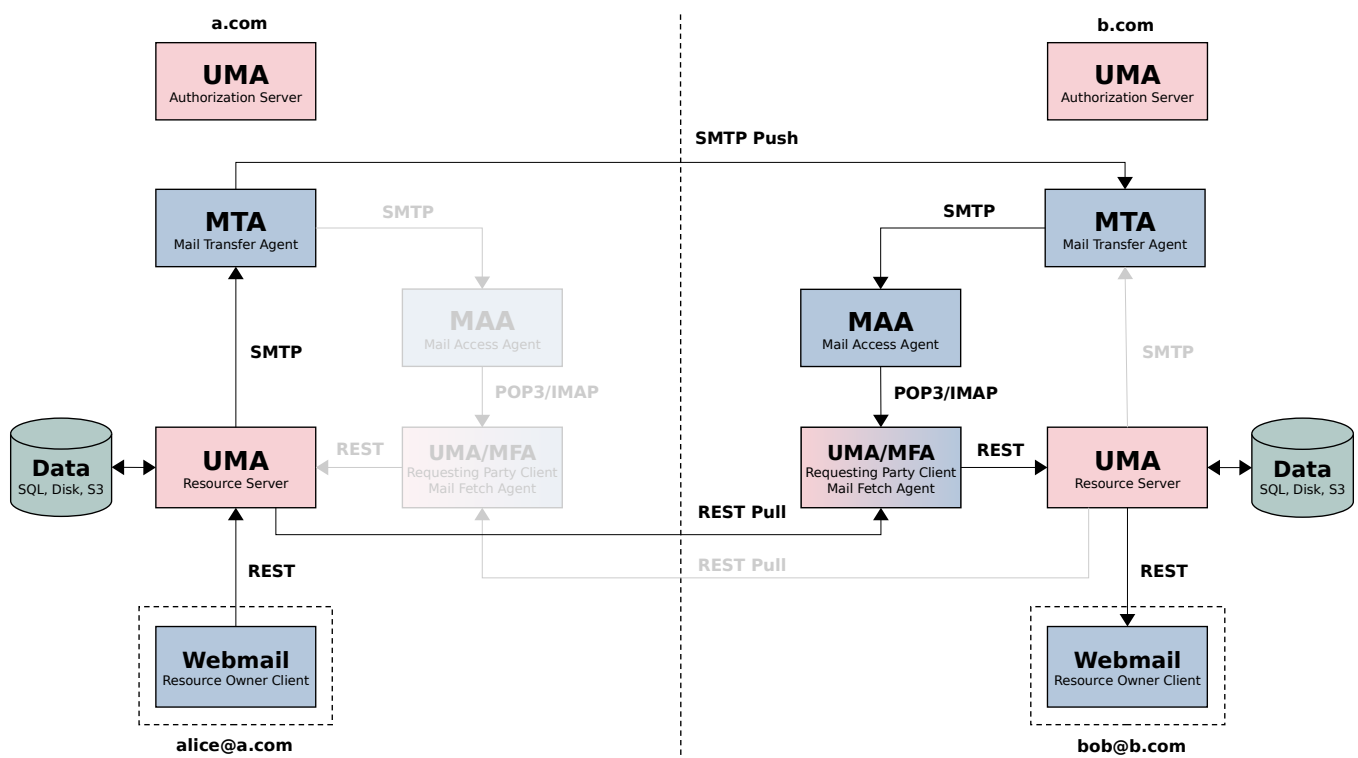 a.com
b.com
UMA
Authorization Server
UMA
Authorization Server
SMTP Push
MTA
Mail Transfer Agent
SMTP
SMTP
MTA
Mail Transfer Agent
MAA
Mail Access Agent
MAA
Mail Access Agent
SMTP
SMTP
POP3/IMAP
POP3/IMAP
Data
SQL, Disk, S3
UMA
Resource Server
REST
UMA/MFA
Requesting Party Client
Mail Fetch Agent
UMA/MFA
Requesting Party Client
Mail Fetch Agent
REST
UMA
Resource Server
Data
SQL, Disk, S3
REST Pull
REST Pull
REST
REST
Webmail
Resource Owner Client
Webmail
Resource Owner Client
alice@a.com
bob@b.com